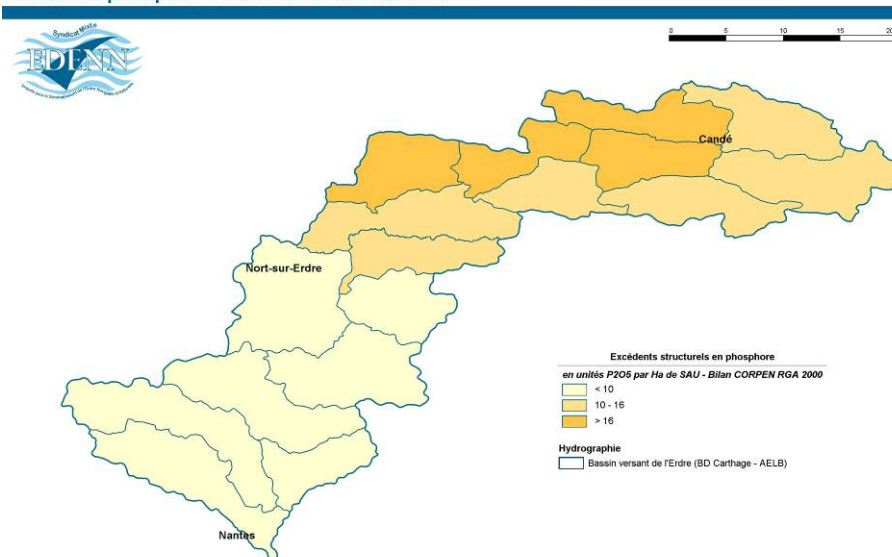 Syndicat Mixte
EDENN
0 5 10 15 20
Candé
Nort-sur-Erdre
Nantes
Excédents structurels en phosphore
en unités P2O5 par Ha de SAU - Bilan CORPEN RGA 2000
< 10
10 - 16
> 16
Hydrographie
Bassin versant de l'Erdre (BD Carthage - AELB)